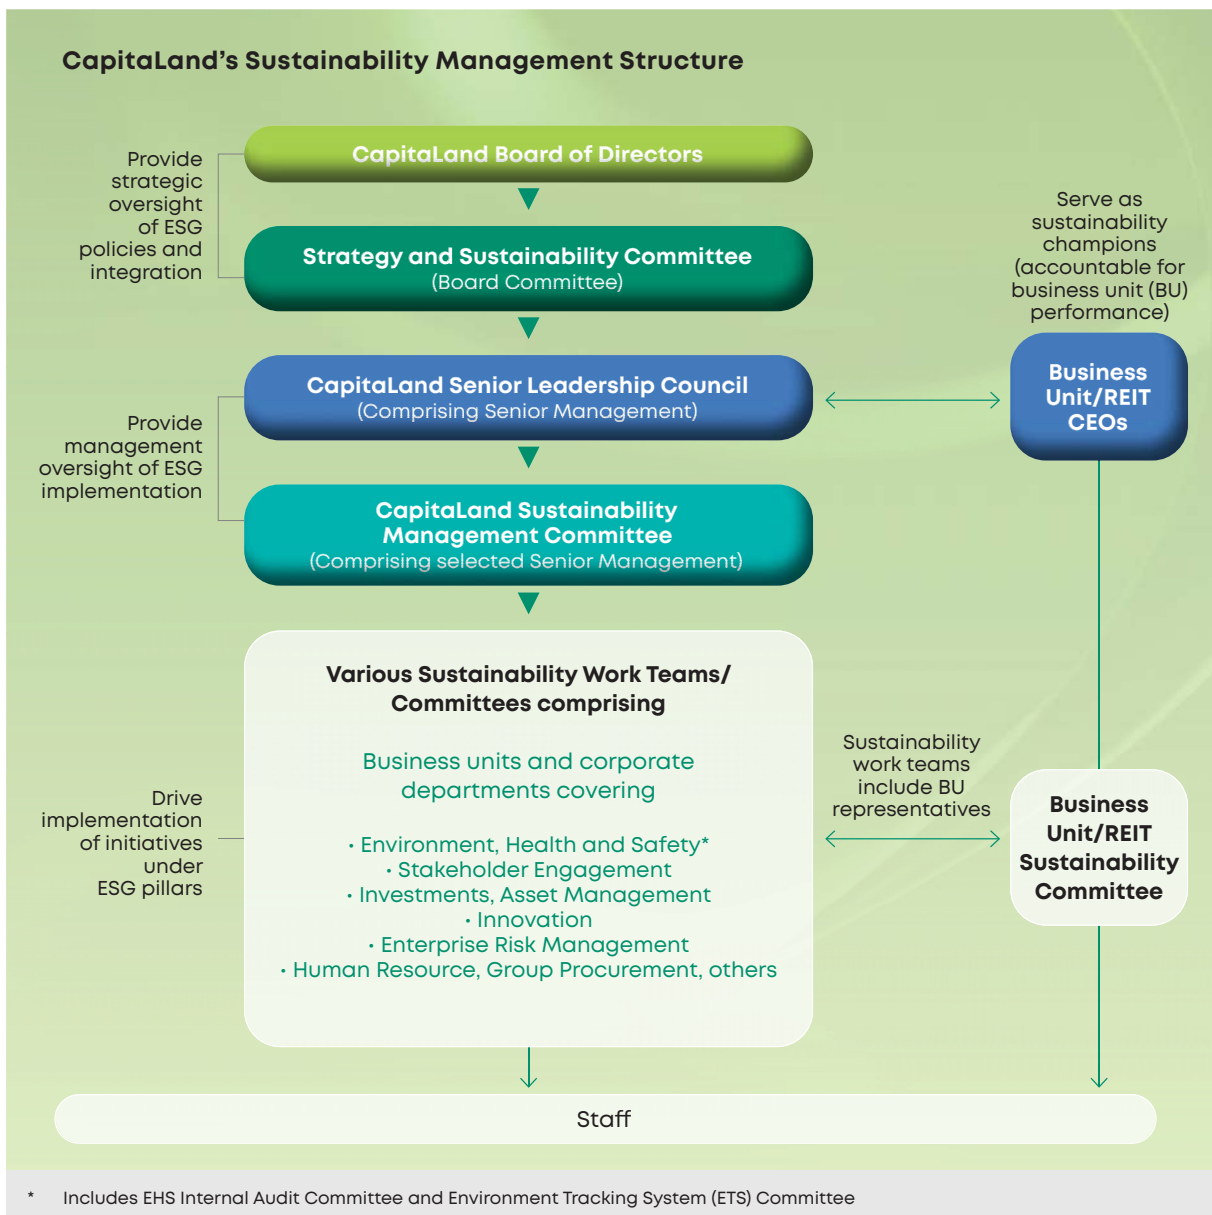 CapitaLand's Sustainability Management Structure
CapitaLand Board of Directors
Provide
strategic
oversight
of ESG
policies and
integration
Strategy and Sustainability Committee
(Board Committee)
Serve as
sustainability
champions
(accountable for
business unit (BU)
performance)
CapitaLand Senior Leadership Council
(Comprising Senior Management)
Business
Unit/REIT
CEOs
Provide
management
oversight of ESG
implementation
CapitaLand Sustainability
Management Committee
(Comprising selected Senior Management)
Various Sustainability Work Teams/
Committees comprising
Business units and corporate
departments covering
• Environment, Health and Safety*
• Stakeholder Engagement
• Investments, Asset Management
• Innovation
• Enterprise Risk Management
• Human Resource, Group Procurement, others
Drive
implementation
of initiatives
under
ESG pillars
Sustainability
work teams
include BU
representatives
Business
Unit/REIT
Sustainability
Committee
Staff
* Includes EHS Internal Audit Committee and Environment Tracking System (ETS) Committee